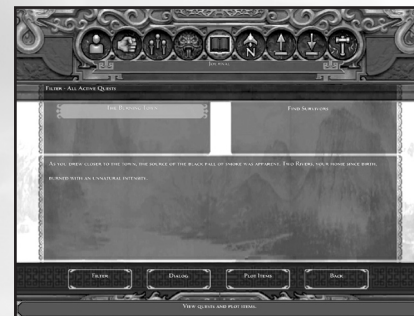 Journal
Filter - All Active Quests
The Burning Town
Find Survivors
As you drew closer to the town, the source of the black pall of smoke was apparent. Two Rivers, your home since birth,
burned with an unnatural intensity.
Filter
Dialog
Plot Items
Back
View quests and plot items.